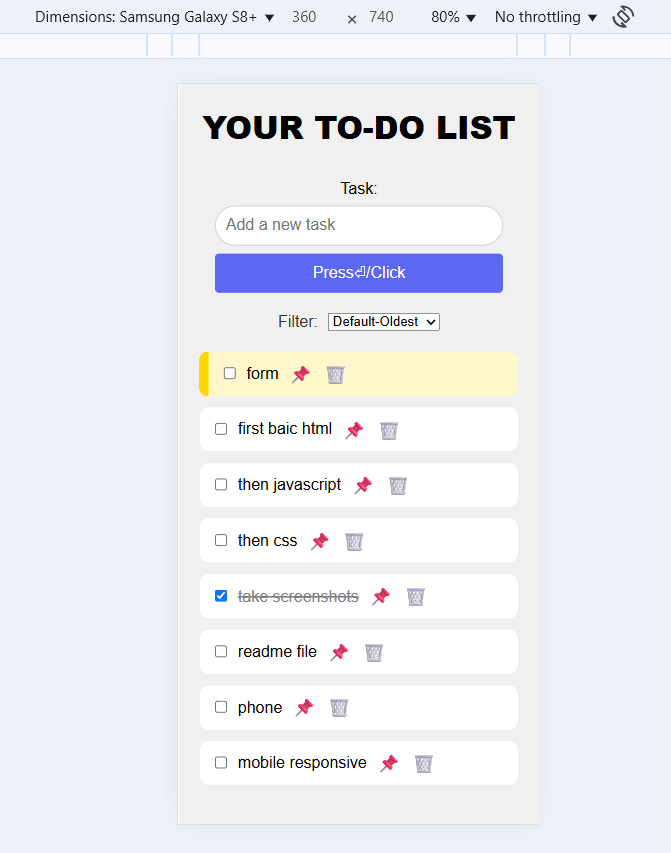 Dimensions: Samsung Galaxy S8+ ▼ 360 × 740 80% ▼ No throttling ▼
YOUR TO-DO LIST
Task:
Add a new task
Press⏎/Click
Filter: Default-Oldest
form
first baic html
then javascript
then css
take screenshots
readme file
phone
mobile responsive